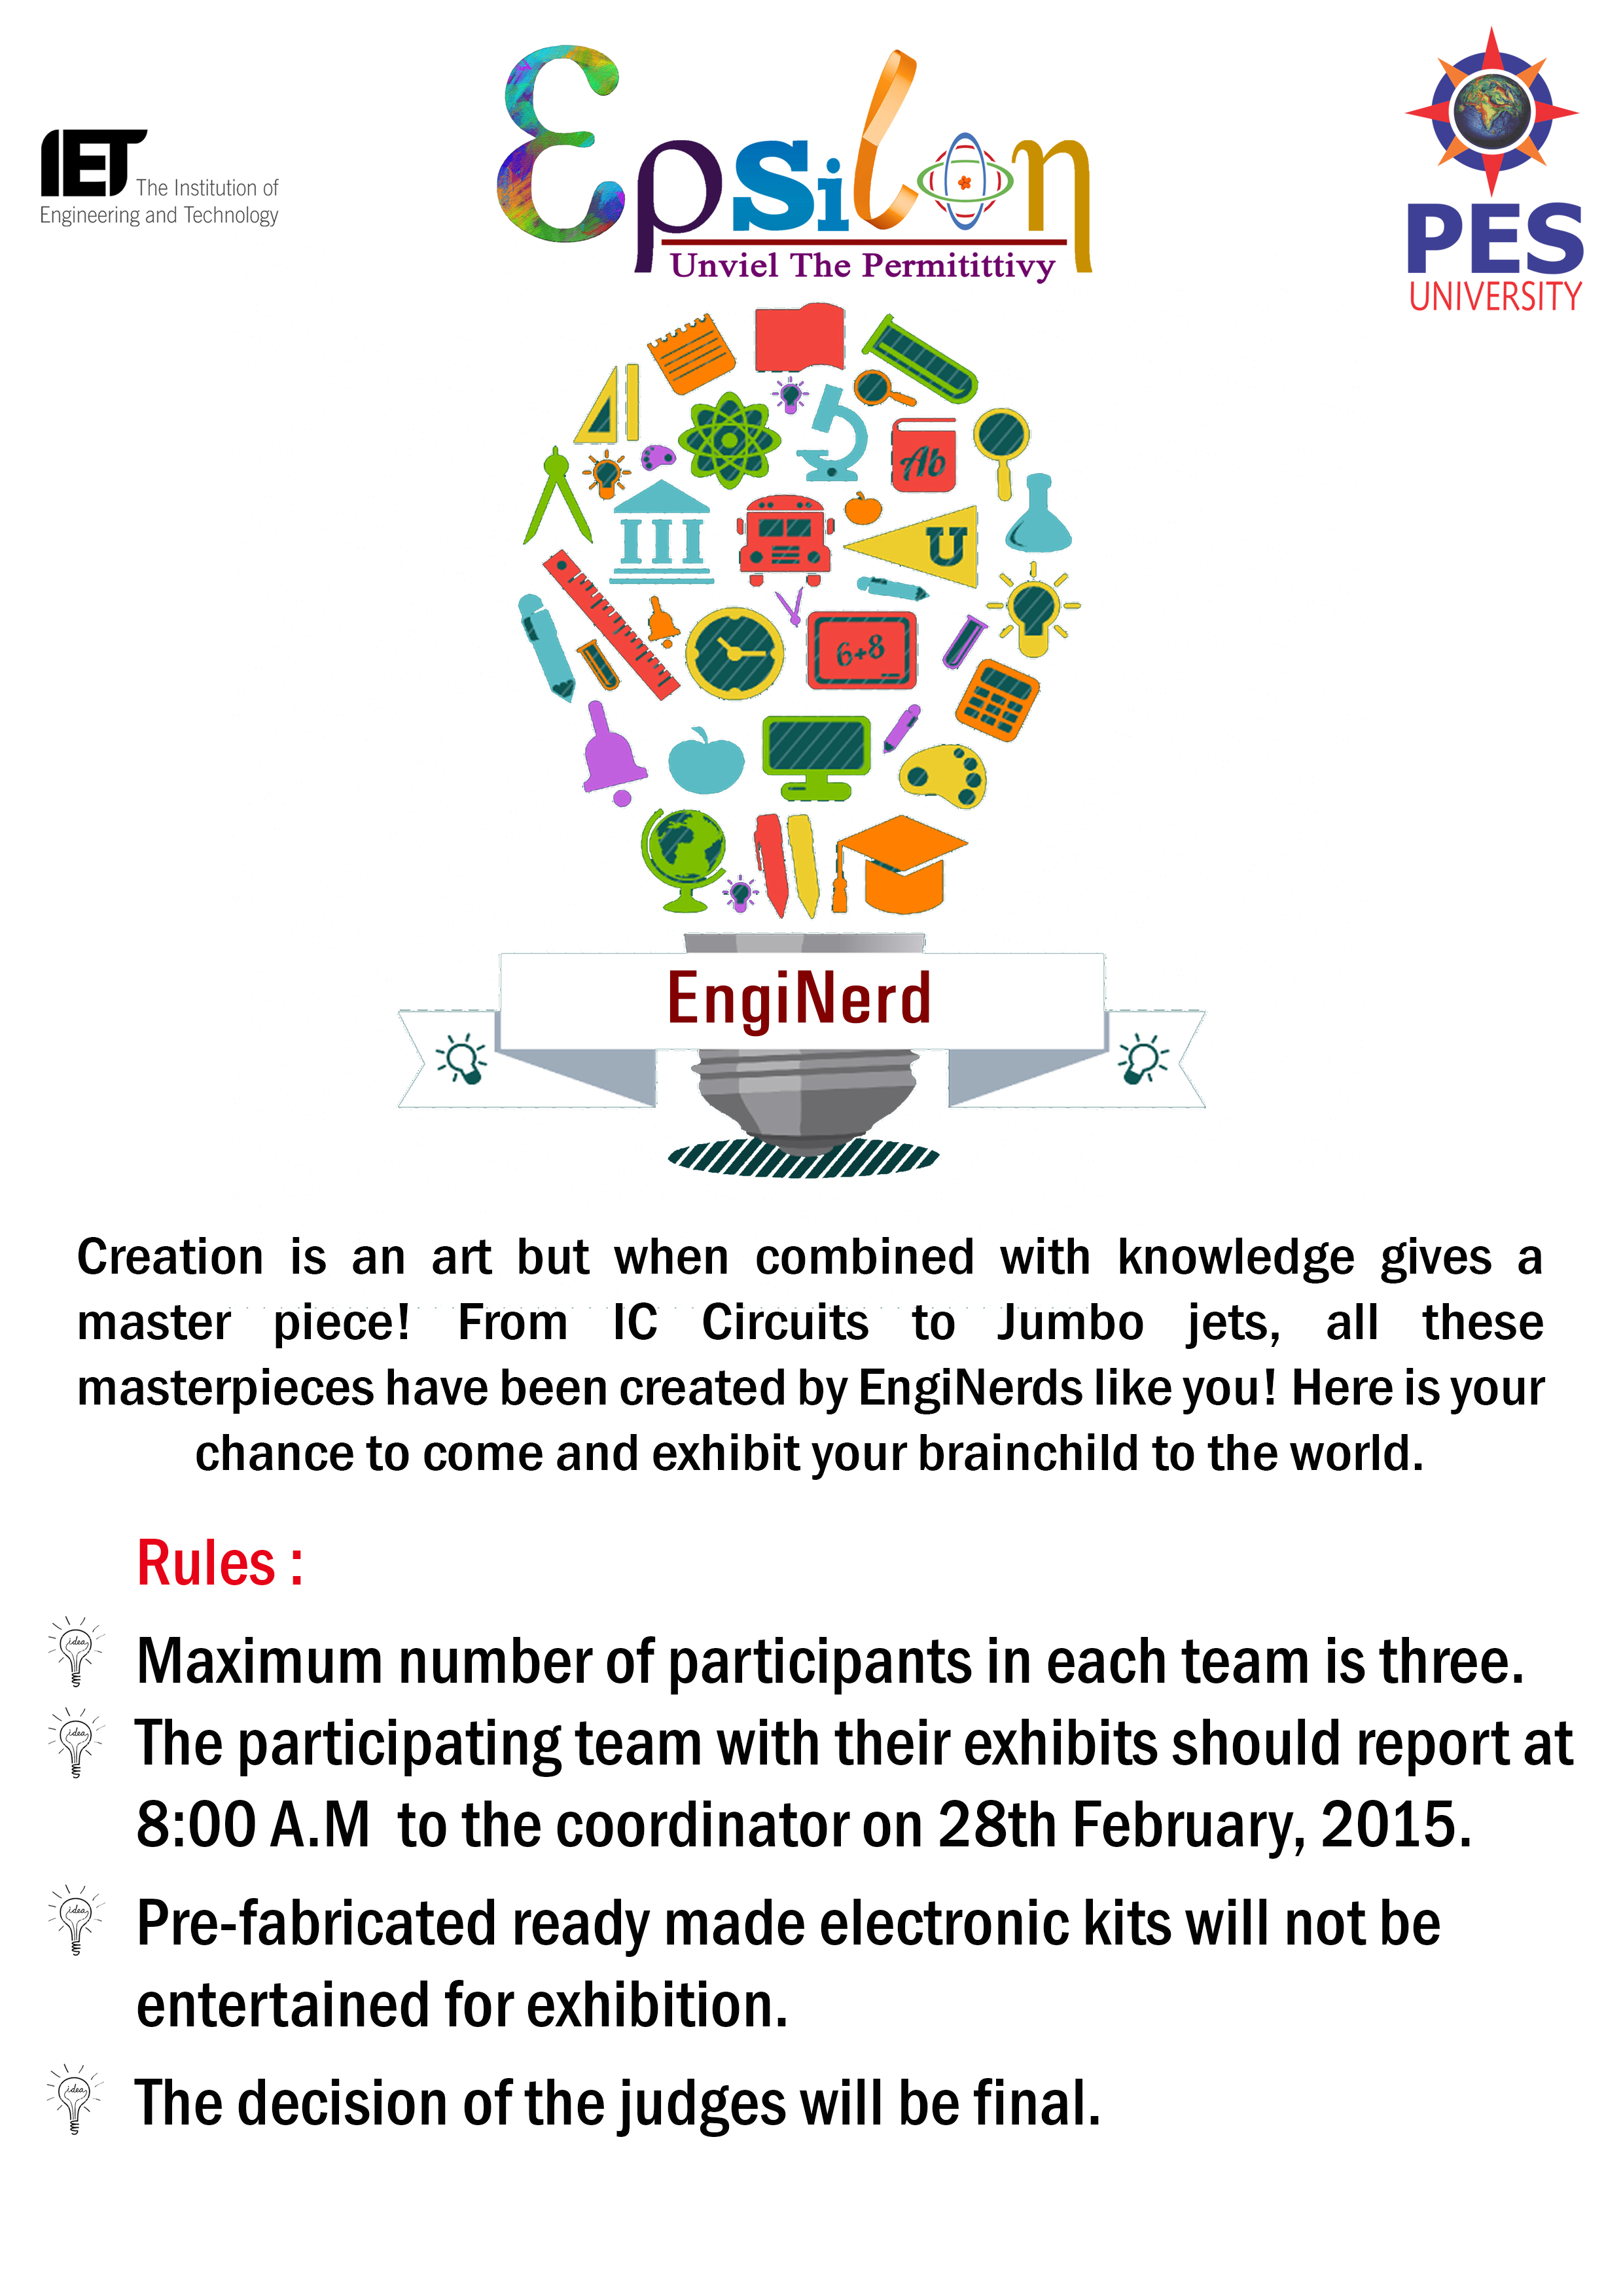 IET The Institution of
Engineering and Technology
Epsilon
Unviel The Permitittivy
PES
UNIVERSITY
Ab
U
6+8
EngiNerd
Creation is an art but when combined with knowledge gives a
master piece! From IC Circuits to Jumbo jets, all these
masterpieces have been created by EngiNerds like you! Here is your
chance to come and exhibit your brainchild to the world.
Rules :
idea
Maximum number of participants in each team is three.
idea
The participating team with their exhibits should report at
8:00 A.M to the coordinator on 28th February, 2015.
idea
Pre-fabricated ready made electronic kits will not be
entertained for exhibition.
idea
The decision of the judges will be final.